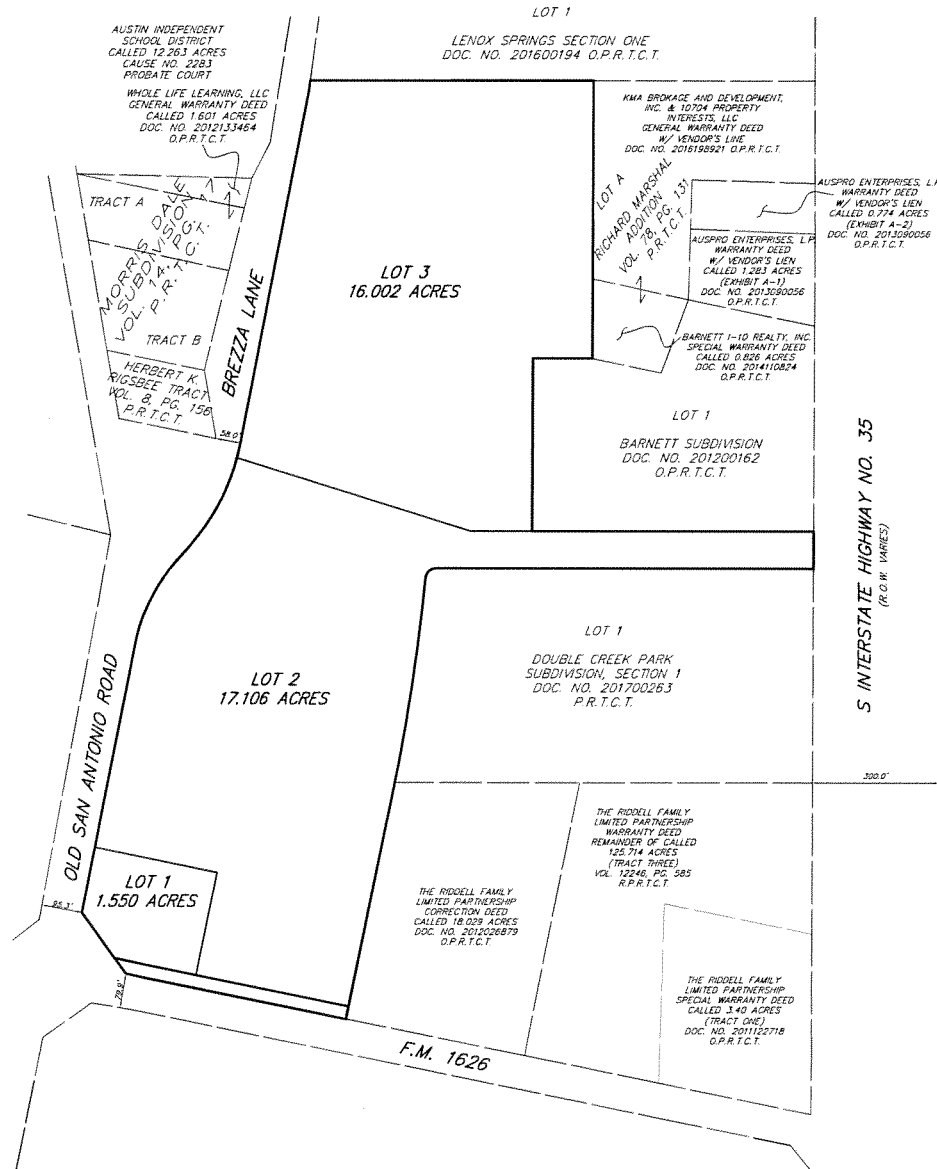 LOT 1
LENOX SPRINGS SECTION ONE
DOC. NO. 201600194 O.P.R.T.C.T.
AUSTIN INDEPENDENT
SCHOOL DISTRICT
CALLED 12.263 ACRES
CAUSE NO. 2283
PROBATE COURT
WHOLE LIFE LEARNING, LLC
GENERAL WARRANTY DEED
CALLED 1.601 ACRES
DOC. NO. 2012133464
O.P.R.T.C.T.
KMA BROKAGE AND DEVELOPMENT,
INC. & 10704 PROPERTY
INTERESTS, LLC
GENERAL WARRANTY DEED
W/ VENDOR'S LINE
DOC. NO. 2016198921 O.P.R.T.C.T.
LOT A
RICHARD MARSHAL
ADDITION
VOL. 78, PG. 131
P.R.T.C.T.
AUSPRO ENTERPRISES, L.P.
WARRANTY DEED
W/ VENDOR'S LIEN
CALLED 0.774 ACRES
(EXHIBIT A-2)
DOC. NO. 2013090056
O.P.R.T.C.T.
AUSPRO ENTERPRISES, L.P.
WARRANTY DEED
W/ VENDOR'S LIEN
CALLED 1.283 ACRES
(EXHIBIT A-1)
DOC. NO. 2013090056
O.P.R.T.C.T.
TRACT A
MORRIS DALE
SUBDIVISION
VOL. 14, PG. 17
P.R.T.C.T.
TRACT B
HERBERT K.
RIGSBEE TRACT
VOL. 8, PG. 156
P.R.T.C.T.
BREZZA LANE
58.0'
LOT 3
16.002 ACRES
BARNETT I-10 REALTY, INC.
SPECIAL WARRANTY DEED
CALLED 0.826 ACRES
DOC. NO. 2014110824
O.P.R.T.C.T.
LOT 1
BARNETT SUBDIVISION
DOC. NO. 201200162
O.P.R.T.C.T.
S INTERSTATE HIGHWAY NO. 35
(R.O.W. VARIES)
LOT 1
DOUBLE CREEK PARK
SUBDIVISION, SECTION 1
DOC. NO. 201700263
P.R.T.C.T.
LOT 2
17.106 ACRES
OLD SAN ANTONIO ROAD
300.0'
THE RIDDELL FAMILY
LIMITED PARTNERSHIP
WARRANTY DEED
REMAINDER OF CALLED
125.714 ACRES
(TRACT THREE)
VOL. 12246, PG. 585
R.P.R.T.C.T.
LOT 1
1.550 ACRES
95.3'
79.9'
THE RIDDELL FAMILY
LIMITED PARTNERSHIP
CORRECTION DEED
CALLED 18.029 ACRES
DOC. NO. 2012026879
O.P.R.T.C.T.
THE RIDDELL FAMILY
LIMITED PARTNERSHIP
SPECIAL WARRANTY DEED
CALLED 3.40 ACRES
(TRACT ONE)
DOC. NO. 2011122718
O.P.R.T.C.T.
F.M. 1626